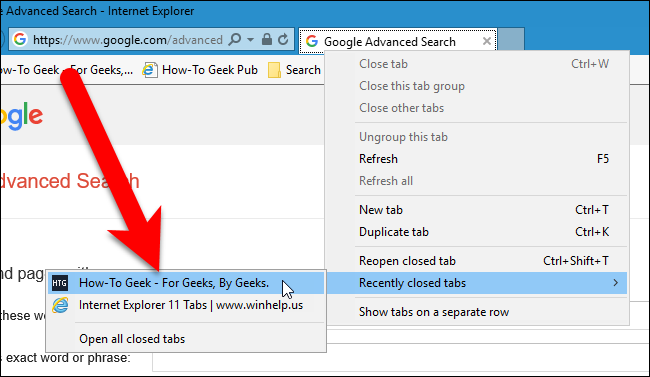 e Advanced Search - Internet Explorer
https://www.google.com/advanced
Google Advanced Search
w-To Geek - For Geeks,...
How-To Geek Pub
Search
ogle
dvanced Search
Close tab Ctrl+W
Close this tab group
Close other tabs
Ungroup this tab
Refresh F5
Refresh all
New tab Ctrl+T
Duplicate tab Ctrl+K
Reopen closed tab Ctrl+Shift+T
Recently closed tabs
Show tabs on a separate row
nd pag
HTG How-To Geek - For Geeks, By Geeks.
Internet Explorer 11 Tabs | www.winhelp.us
Open all closed tabs
these wo
s exact word or phrase: